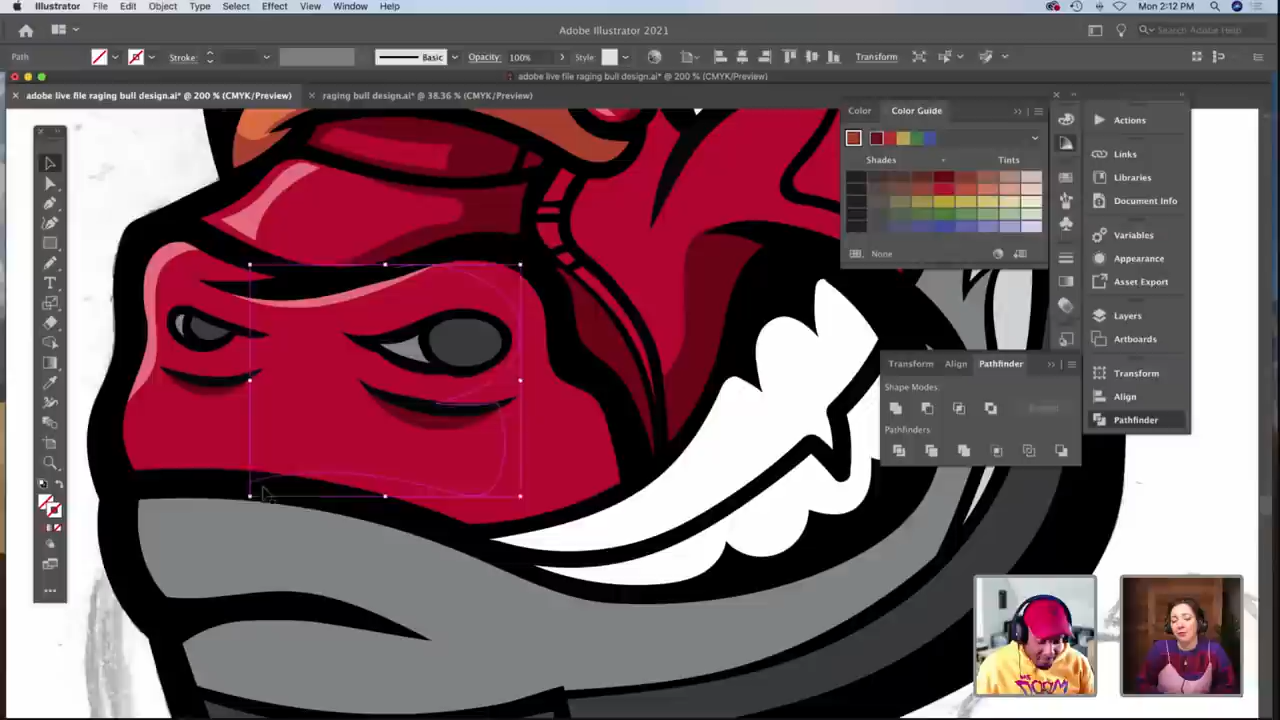 Illustrator File Edit Object Type Select Effect View Window Help
Mon 2:12 PM
Adobe Illustrator 2021
Search Adobe Help
Path Stroke: Basic Opacity: 100% Style: Transform
adobe live file raging bull design.ai* @ 200 % (CMYK/Preview)
adobe live file raging bull design.ai* @ 200 % (CMYK/Preview)
raging bull design.ai* @ 38.36 % (CMYK/Preview)
Color Color Guide
Shades Tints
None
Actions
Links
Libraries
Document Info
Variables
Appearance
Asset Export
Layers
Artboards
Transform
Align
Pathfinder
Transform Align Pathfinder
Shape Modes:
Pathfinders: